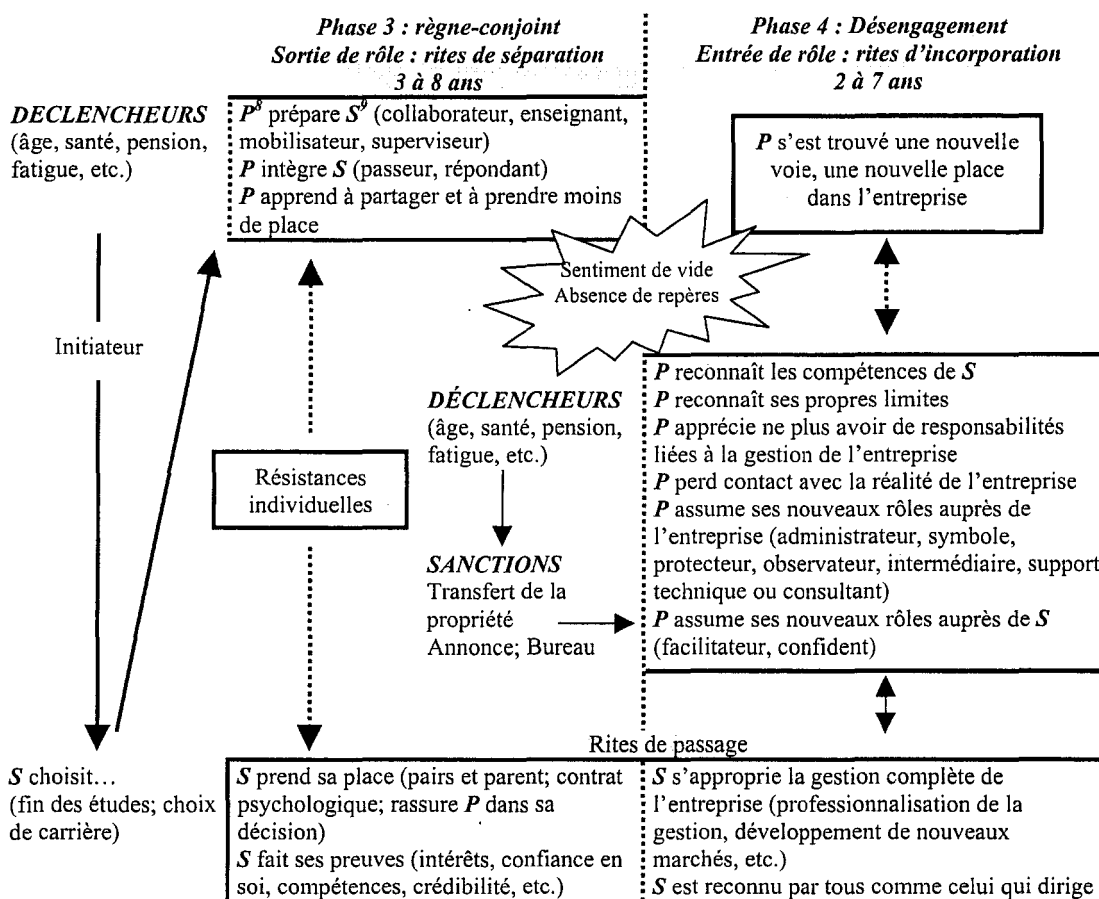 Phase 3 : règne-conjoint
Sortie de rôle : rites de séparation
3 à 8 ans
Phase 4 : Désengagement
Entrée de rôle : rites d'incorporation
2 à 7 ans
DECLENCHEURS
(âge, santé, pension,
fatigue, etc.)
P⁸ prépare S⁹ (collaborateur, enseignant,
mobilisateur, superviseur)
P intègre S (passeur, répondant)
P apprend à partager et à prendre moins
de place
P s'est trouvé une nouvelle
voie, une nouvelle place
dans l'entreprise
Sentiment de vide
Absence de repères
Initiateur
Résistances
individuelles
DÉCLENCHEURS
(âge, santé, pension,
fatigue, etc.)
SANCTIONS
Transfert de la
propriété
Annonce; Bureau
P reconnaît les compétences de S
P reconnaît ses propres limites
P apprécie ne plus avoir de responsabilités
liées à la gestion de l'entreprise
P perd contact avec la réalité de l'entreprise
P assume ses nouveaux rôles auprès de
l'entreprise (administrateur, symbole,
protecteur, observateur, intermédiaire, support
technique ou consultant)
P assume ses nouveaux rôles auprès de S
(facilitateur, confident)
Rites de passage
S choisit…
(fin des études; choix
de carrière)
S prend sa place (pairs et parent; contrat
psychologique; rassure P dans sa
décision)
S fait ses preuves (intérêts, confiance en
soi, compétences, crédibilité, etc.)
S s'approprie la gestion complète de
l'entreprise (professionnalisation de la
gestion, développement de nouveaux
marchés, etc.)
S est reconnu par tous comme celui qui dirige